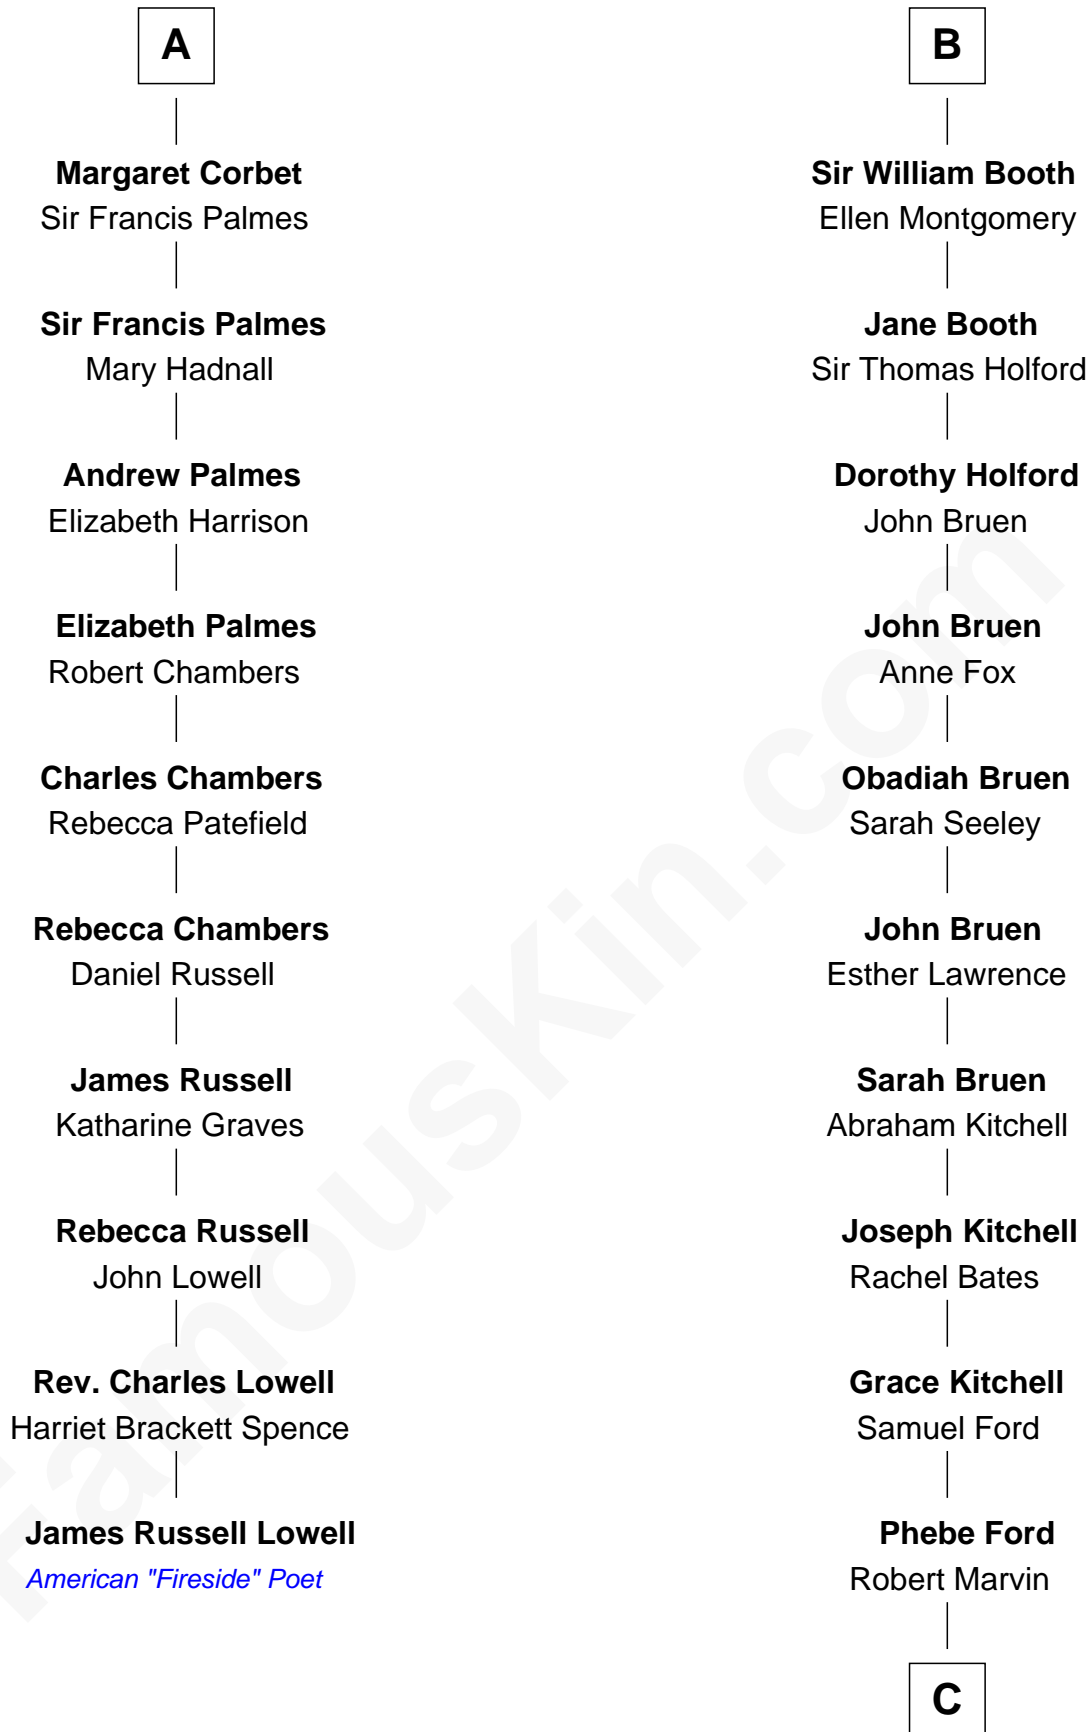 A
Margaret Corbet
Sir Francis Palmes
Sir Francis Palmes
Mary Hadnall
Andrew Palmes
Elizabeth Harrison
Elizabeth Palmes
Robert Chambers
Charles Chambers
Rebecca Patefield
Rebecca Chambers
Daniel Russell
James Russell
Katharine Graves
Rebecca Russell
John Lowell
Rev. Charles Lowell
Harriet Brackett Spence
James Russell Lowell
American "Fireside" Poet
B
Sir William Booth
Ellen Montgomery
Jane Booth
Sir Thomas Holford
Dorothy Holford
John Bruen
John Bruen
Anne Fox
Obadiah Bruen
Sarah Seeley
John Bruen
Esther Lawrence
Sarah Bruen
Abraham Kitchell
Joseph Kitchell
Rachel Bates
Grace Kitchell
Samuel Ford
Phebe Ford
Robert Marvin
C
FamousKin.com